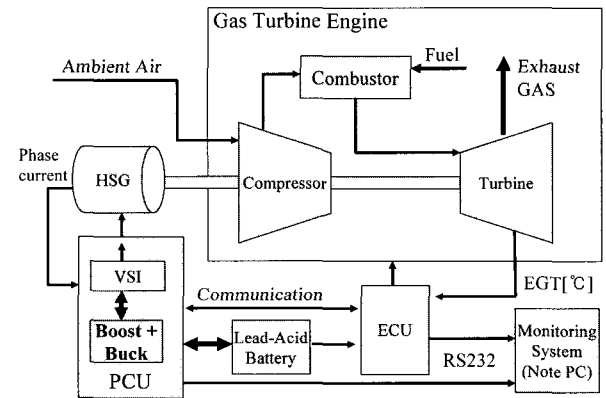 Gas Turbine Engine
Ambient Air
Fuel
Combustor
Exhaust
GAS
Phase
current
HSG
Compressor
Turbine
VSI
Communication
EGT[℃]
Boost +
Buck
Lead-Acid
Battery
ECU
Monitoring
System
(Note PC)
RS232
PCU